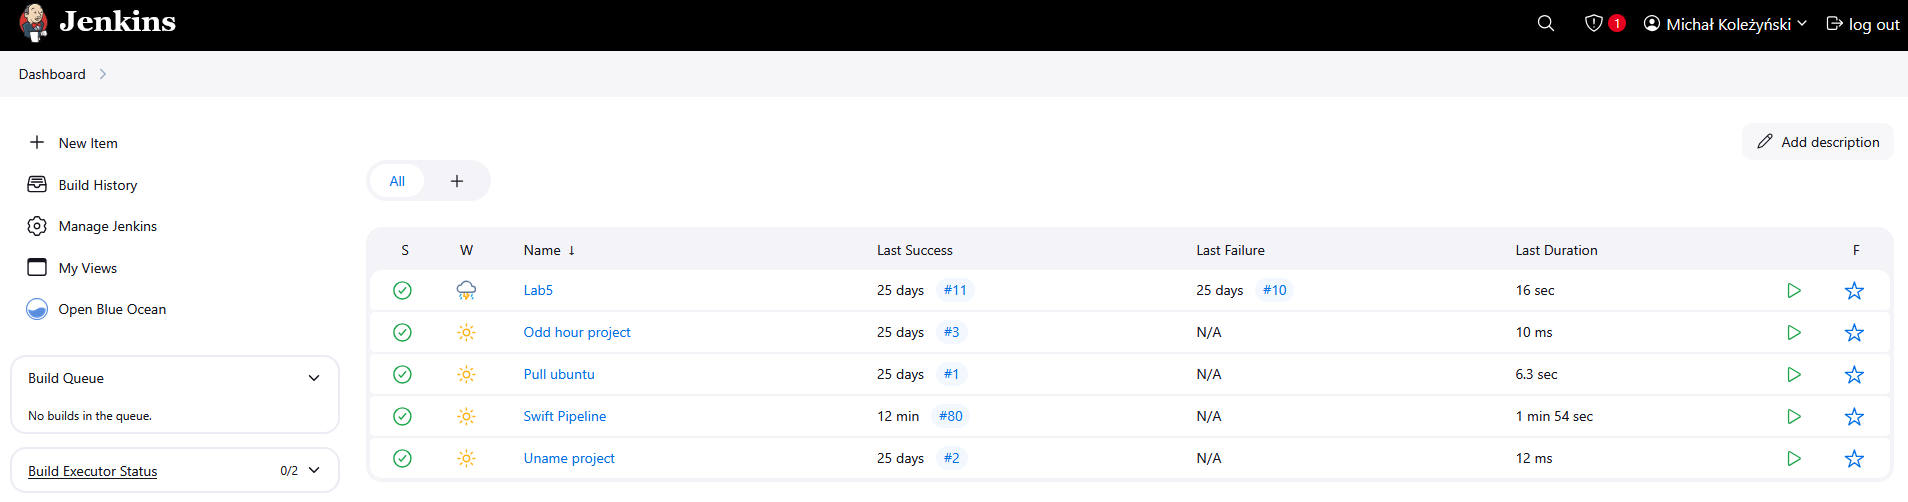 Jenkins
1 Michał Koleżyński log out
Dashboard
New Item
Build History
Manage Jenkins
My Views
Open Blue Ocean
Build Queue
No builds in the queue.
Build Executor Status 0/2
Add description
All +
S W Name ↓ Last Success Last Failure Last Duration F
Lab5 25 days #11 25 days #10 16 sec
Odd hour project 25 days #3 N/A 10 ms
Pull ubuntu 25 days #1 N/A 6.3 sec
Swift Pipeline 12 min #80 N/A 1 min 54 sec
Uname project 25 days #2 N/A 12 ms